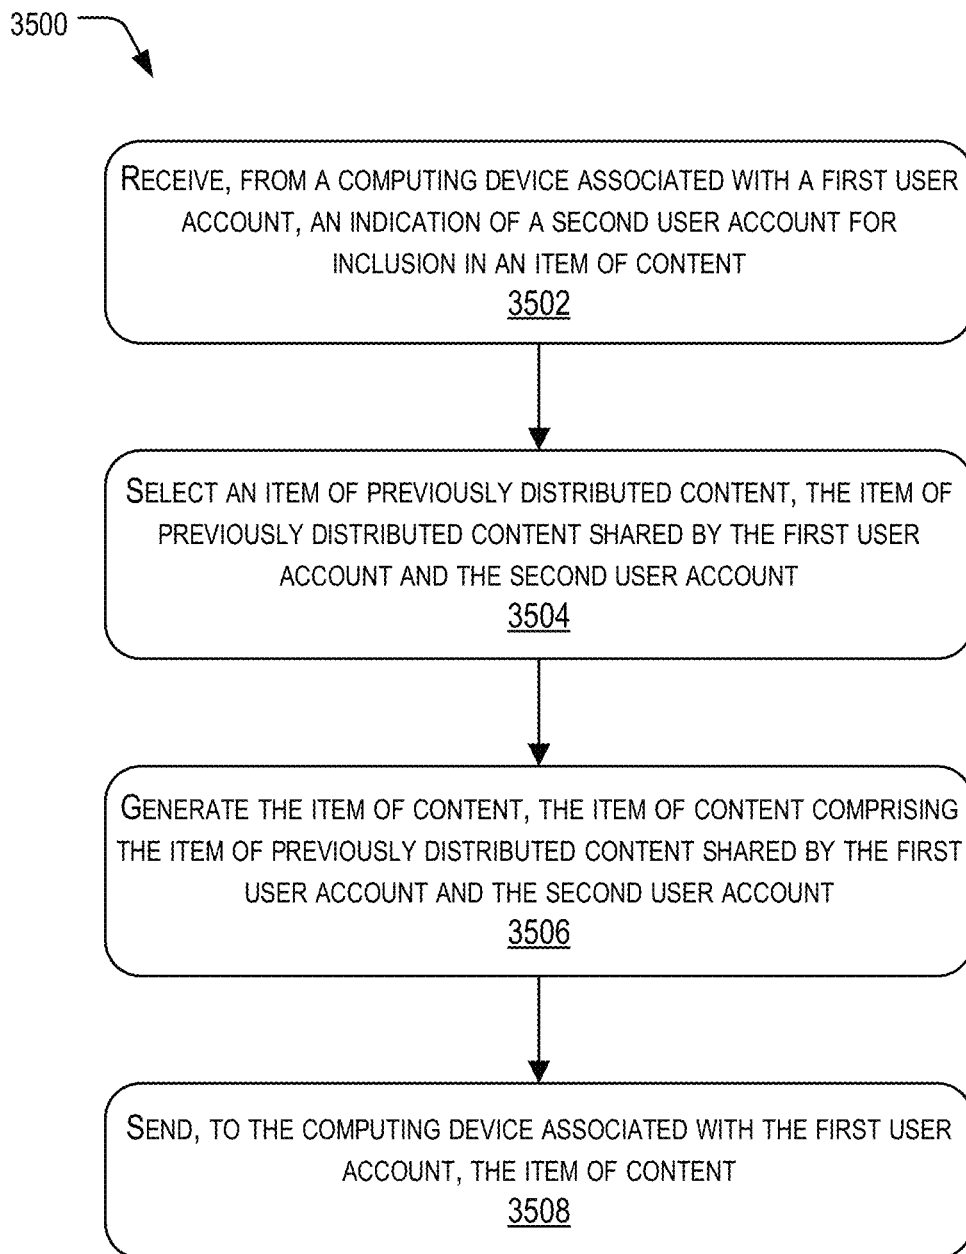 3500
RECEIVE, FROM A COMPUTING DEVICE ASSOCIATED WITH A FIRST USER
ACCOUNT, AN INDICATION OF A SECOND USER ACCOUNT FOR
INCLUSION IN AN ITEM OF CONTENT
3502
SELECT AN ITEM OF PREVIOUSLY DISTRIBUTED CONTENT, THE ITEM OF
PREVIOUSLY DISTRIBUTED CONTENT SHARED BY THE FIRST USER
ACCOUNT AND THE SECOND USER ACCOUNT
3504
GENERATE THE ITEM OF CONTENT, THE ITEM OF CONTENT COMPRISING
THE ITEM OF PREVIOUSLY DISTRIBUTED CONTENT SHARED BY THE FIRST
USER ACCOUNT AND THE SECOND USER ACCOUNT
3506
SEND, TO THE COMPUTING DEVICE ASSOCIATED WITH THE FIRST USER
ACCOUNT, THE ITEM OF CONTENT
3508